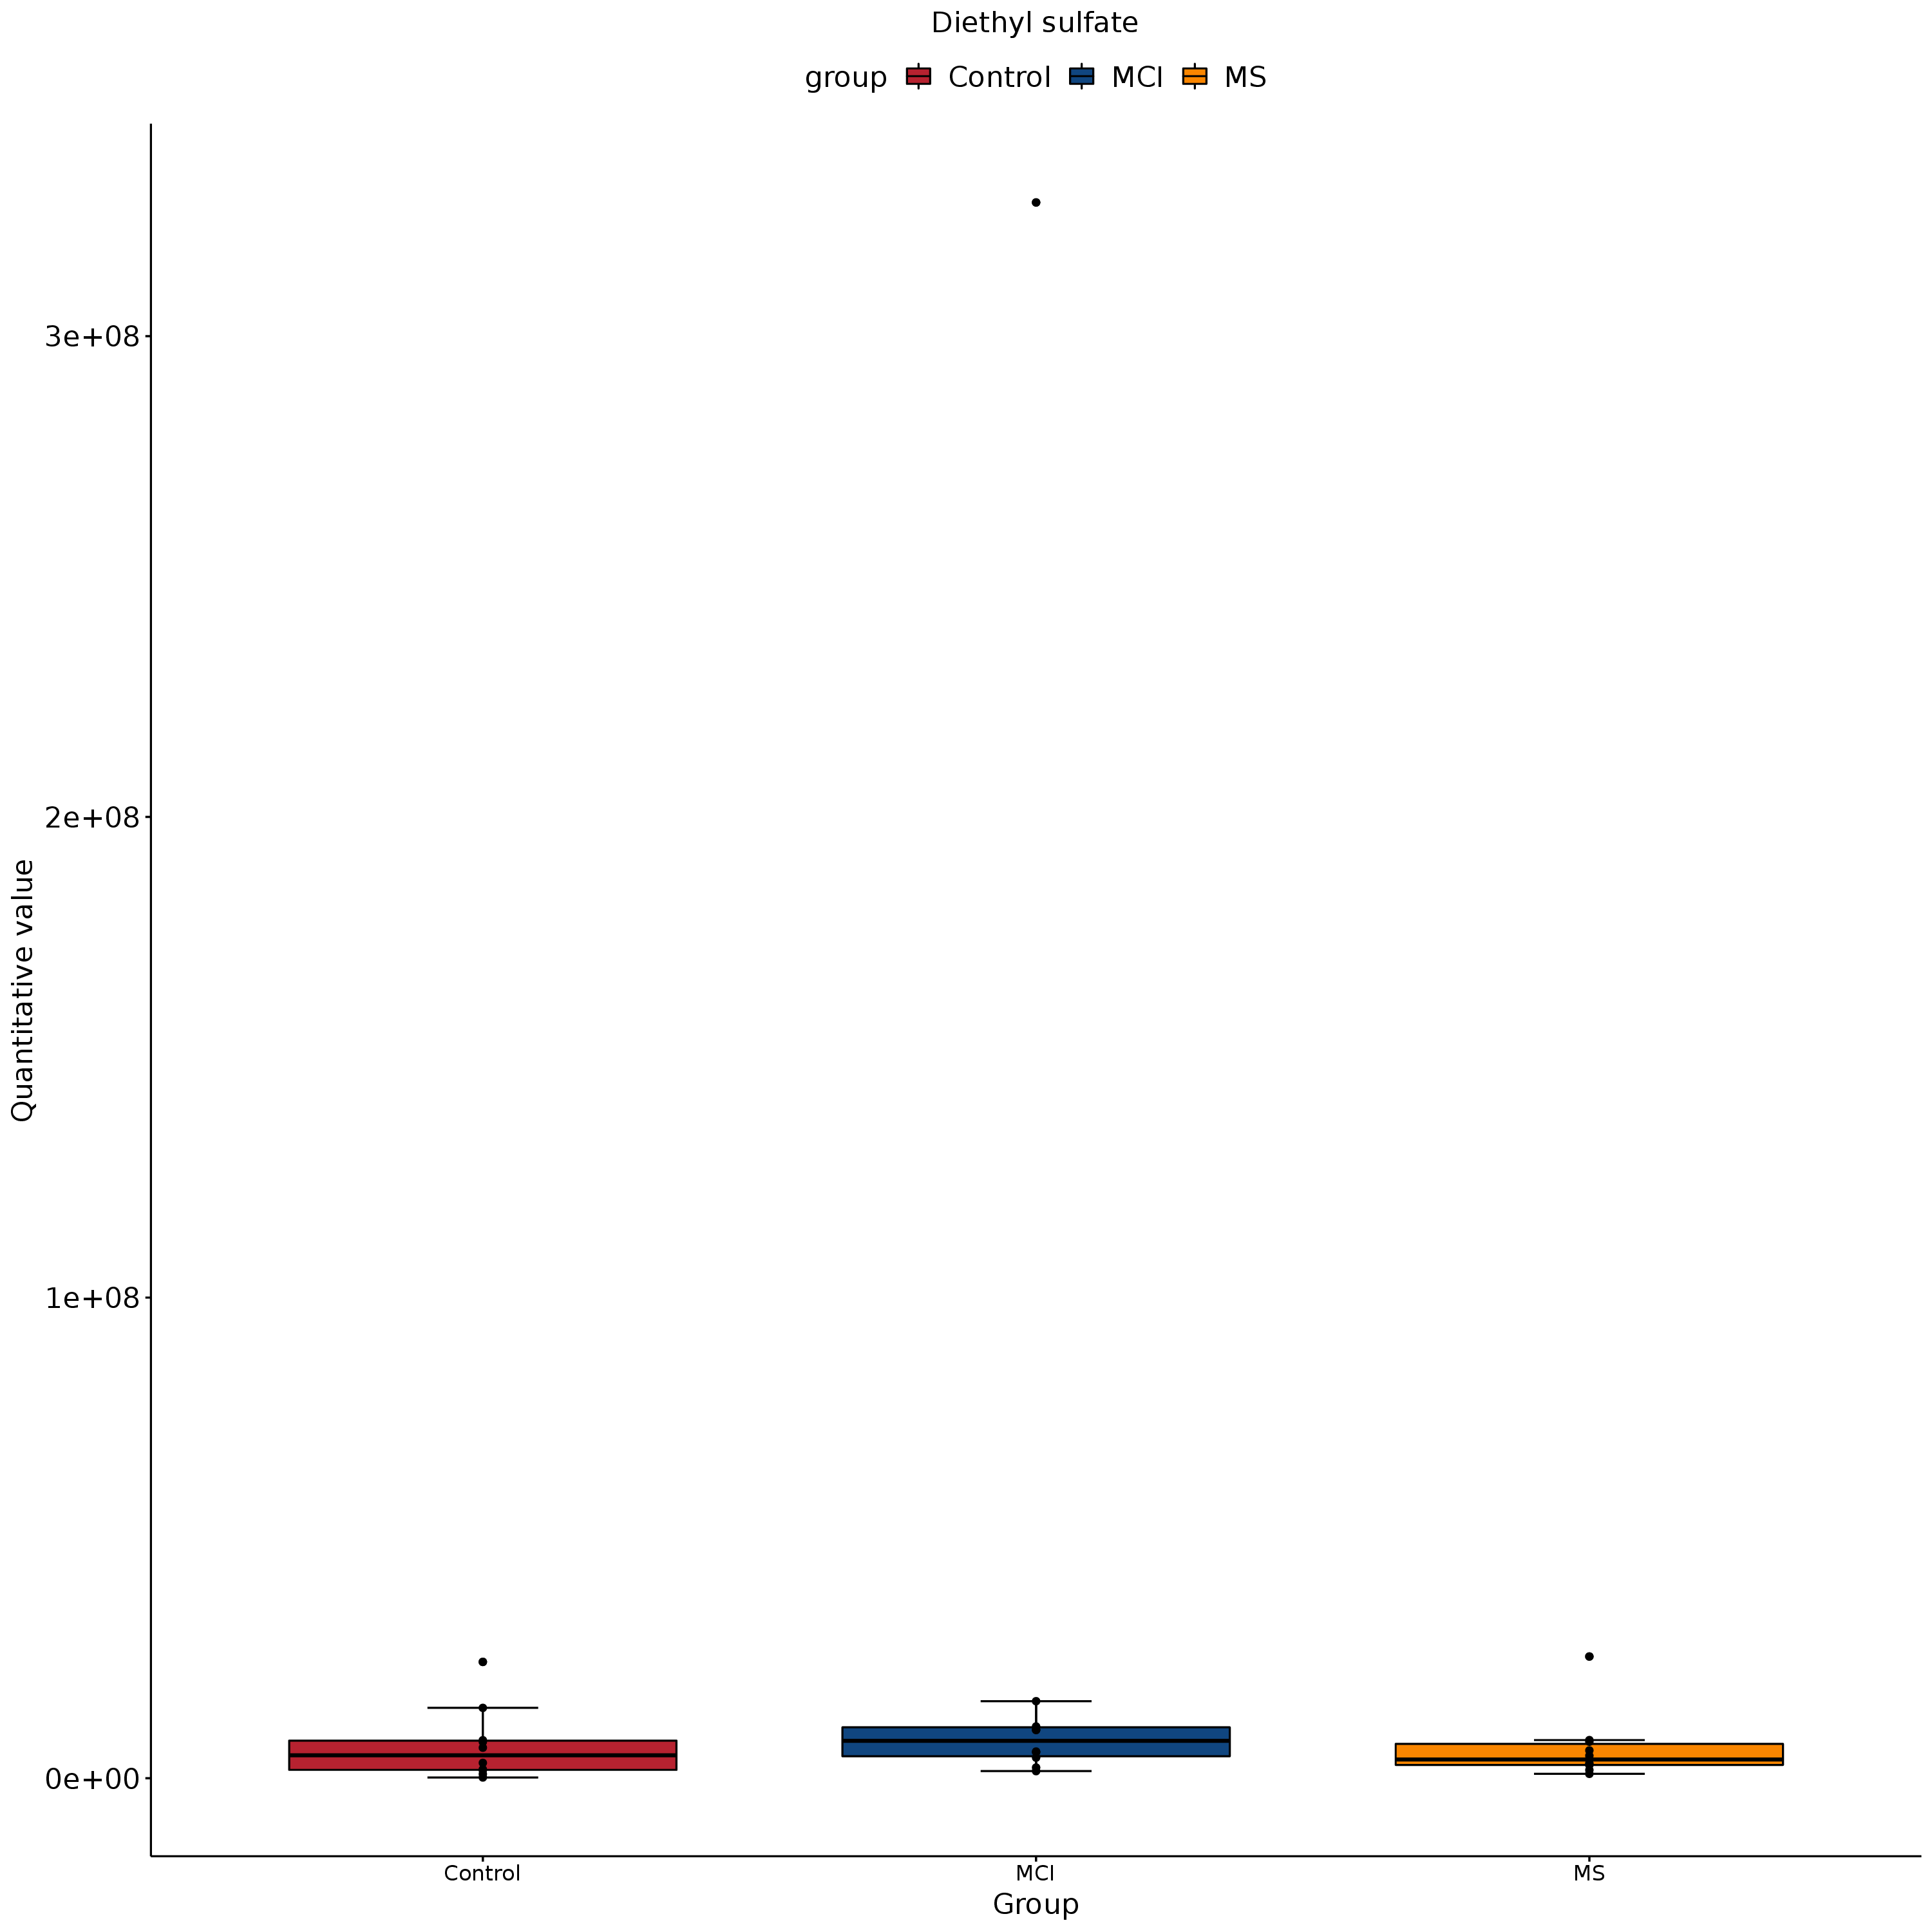 Diethyl sulfate
group Control MCI MS
Quantitative value
3e+08
2e+08
1e+08
0e+00
Control MCI MS
Group